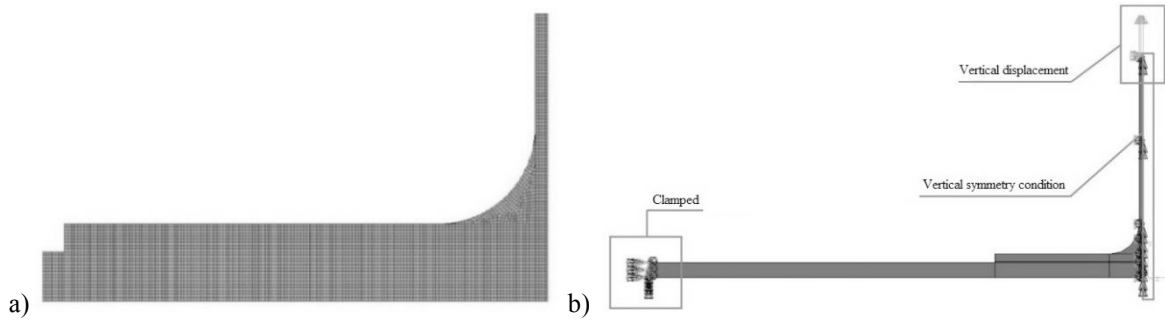 Vertical displacement
Vertical symmetry condition
Clamped
a)
b)